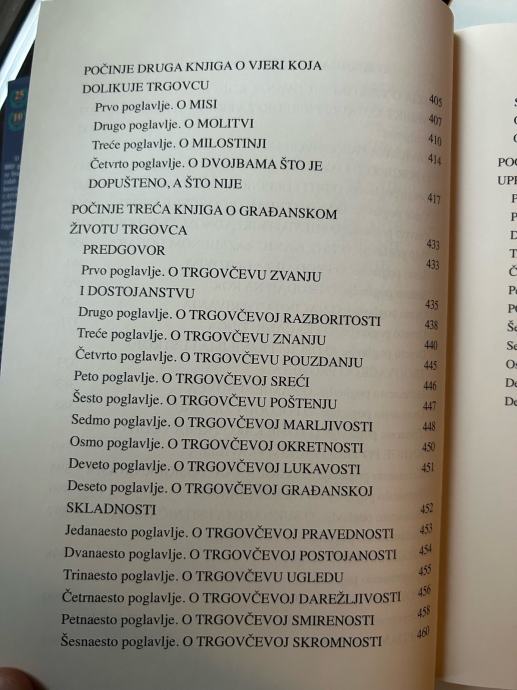 POČINJE DRUGA KNJIGA O VJERI KOJA
DOLIKUJE TRGOVCU
Prvo poglavlje. O MISI 405
Drugo poglavlje. O MOLITVI 407
Treće poglavlje. O MILOSTINJI 410
Četvrto poglavlje. O DVOJBAMA ŠTO JE 414
DOPUŠTENO, A ŠTO NIJE 417
POČINJE TREĆA KNJIGA O GRAĐANSKOM
ŽIVOTU TRGOVCA 433
PREDGOVOR 433
Prvo poglavlje. O TRGOVČEVU ZVANJU
I DOSTOJANSTVU 435
Drugo poglavlje. O TRGOVČEVOJ RAZBORITOSTI 438
Treće poglavlje. O TRGOVČEVU ZNANJU 440
Četvrto poglavlje. O TRGOVČEVU POUZDANJU 445
Peto poglavlje. O TRGOVČEVOJ SREĆI 446
Šesto poglavlje. O TRGOVČEVU POŠTENJU 447
Sedmo poglavlje. O TRGOVČEVOJ MARLJIVOSTI 448
Osmo poglavlje. O TRGOVČEVOJ OKRETNOSTI 450
Deveto poglavlje. O TRGOVČEVOJ LUKAVOSTI 451
Deseto poglavlje. O TRGOVČEVOJ GRAĐANSKOJ
SKLADNOSTI 452
Jedanaesto poglavlje. O TRGOVČEVOJ PRAVEDNOSTI 453
Dvanaesto poglavlje. O TRGOVČEVOJ POSTOJANOSTI 454
Trinaesto poglavlje. O TRGOVČEVU UGLEDU 455
Četrnaesto poglavlje. O TRGOVČEVOJ DAREŽLJIVOSTI 456
Petnaesto poglavlje. O TRGOVČEVOJ SMIRENOSTI 458
Šesnaesto poglavlje. O TRGOVČEVOJ SKROMNOSTI 460